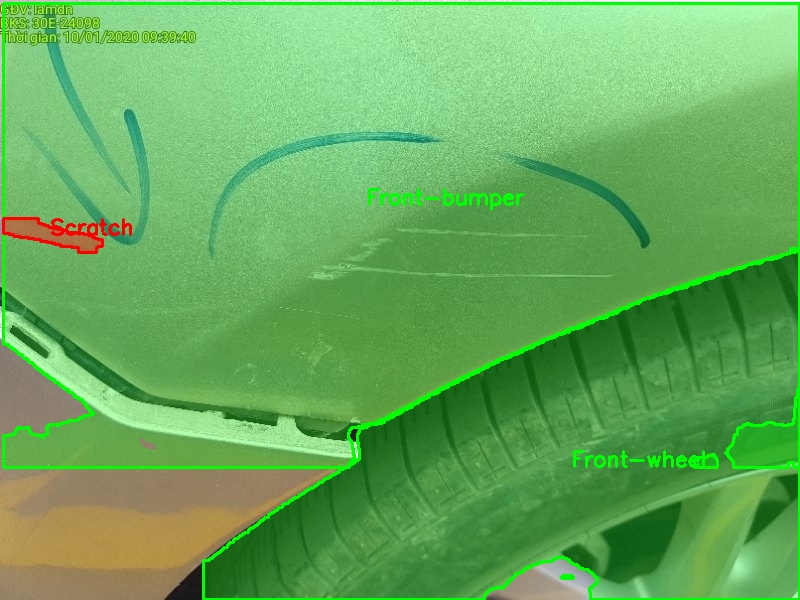 GDV: lamdn
BKS: 30E-24098
Thời gian: 10/01/2020 09:39:40
Front-bumper
Scratch
Front-wheel